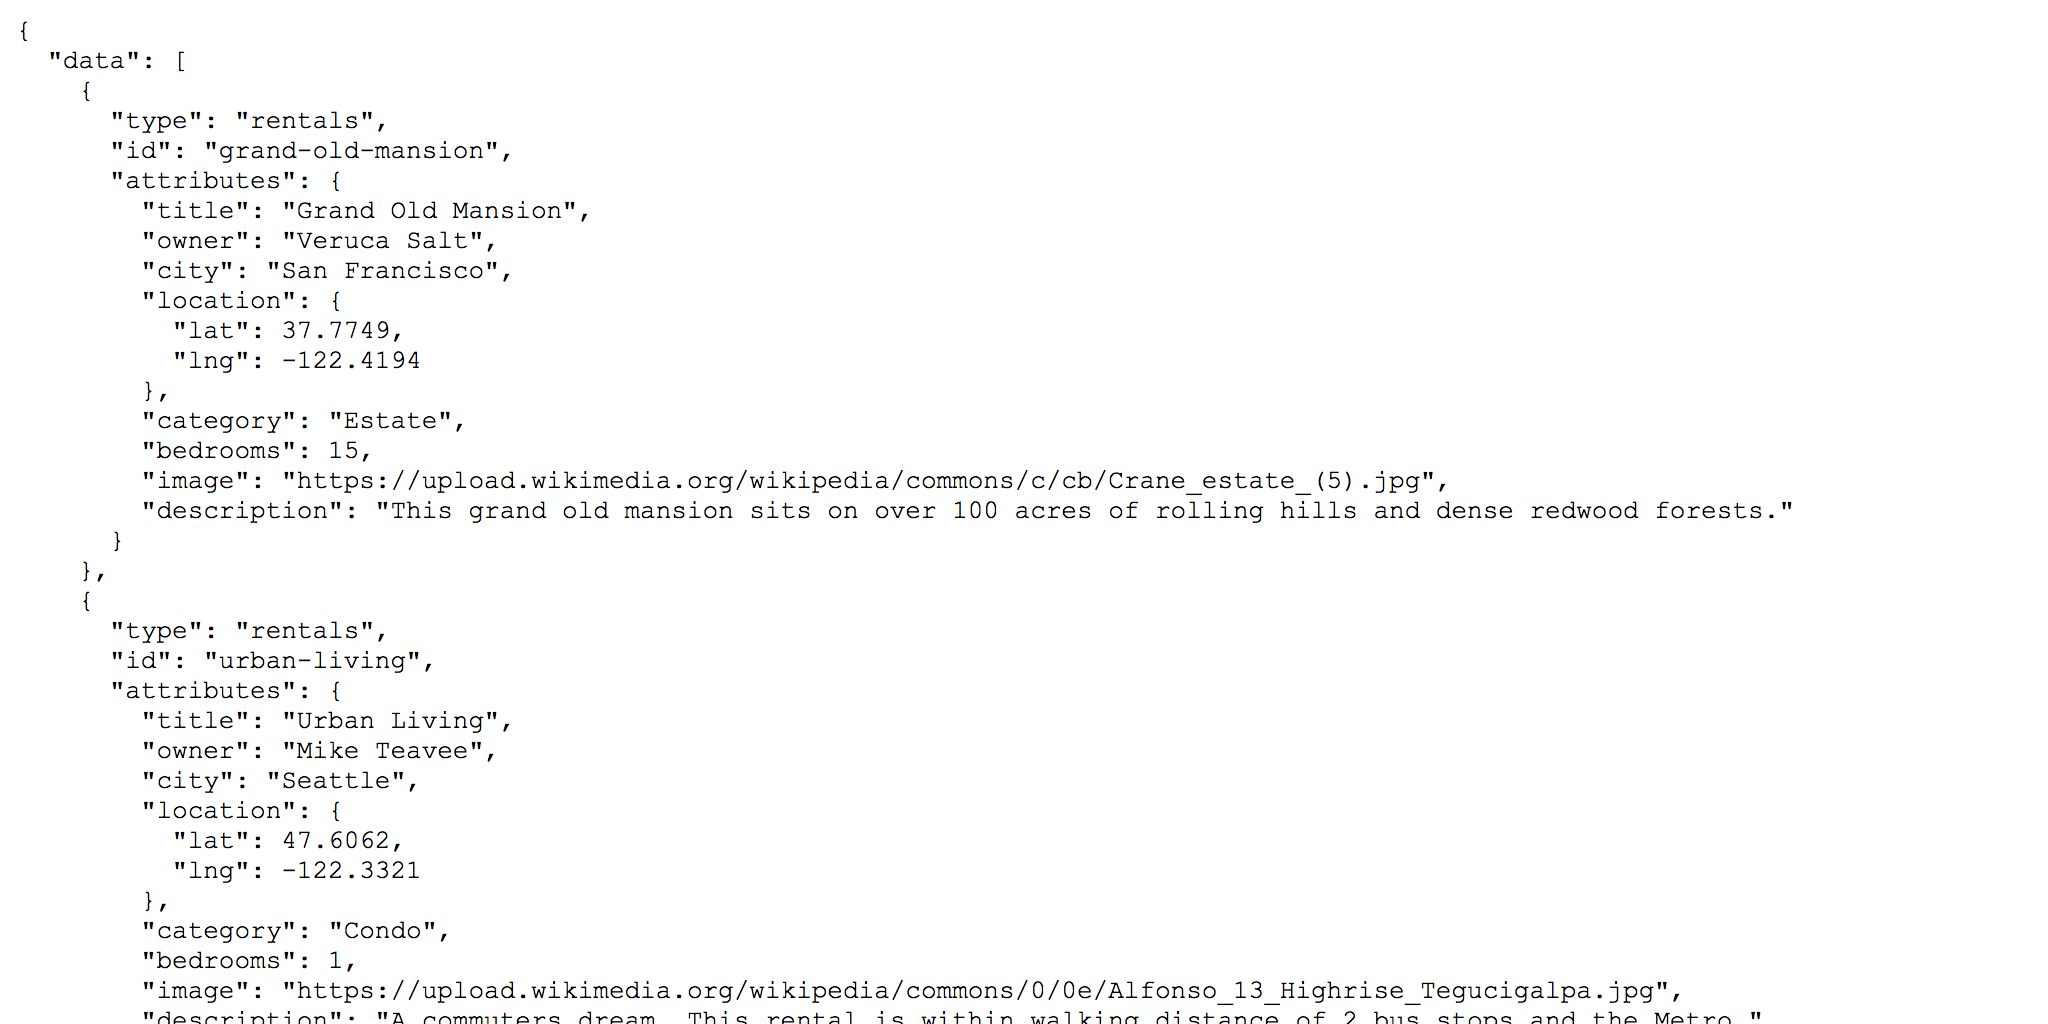 {
  "data": [
    {
      "type": "rentals",
      "id": "grand-old-mansion",
      "attributes": {
        "title": "Grand Old Mansion",
        "owner": "Veruca Salt",
        "city": "San Francisco",
        "location": {
          "lat": 37.7749,
          "lng": -122.4194
        },
        "category": "Estate",
        "bedrooms": 15,
        "image": "https://upload.wikimedia.org/wikipedia/commons/c/cb/Crane_estate_(5).jpg",
        "description": "This grand old mansion sits on over 100 acres of rolling hills and dense redwood forests."
      }
    },
    {
      "type": "rentals",
      "id": "urban-living",
      "attributes": {
        "title": "Urban Living",
        "owner": "Mike Teavee",
        "city": "Seattle",
        "location": {
          "lat": 47.6062,
          "lng": -122.3321
        },
        "category": "Condo",
        "bedrooms": 1,
        "image": "https://upload.wikimedia.org/wikipedia/commons/0/0e/Alfonso_13_Highrise_Tegucigalpa.jpg",
        "description": "A commuters dream. This rental is within walking distance of 2 bus stops and the Metro."